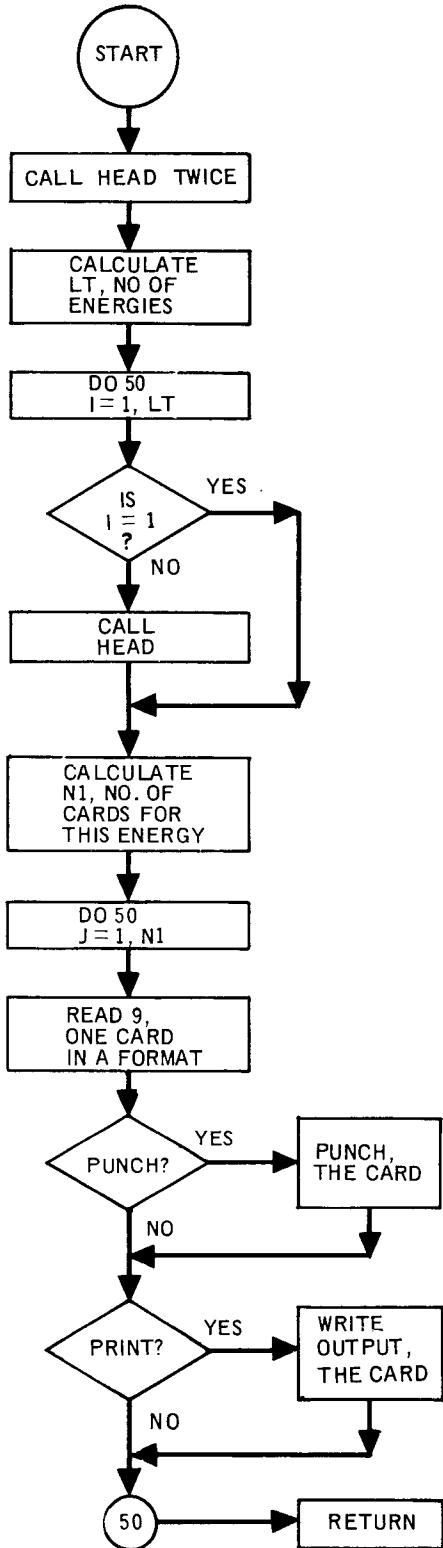 START
CALL HEAD TWICE
CALCULATE
LT, NO OF
ENERGIES
DO 50
I = 1, LT
IS
I = 1
?
YES
NO
CALL
HEAD
CALCULATE
N1, NO. OF
CARDS FOR
THIS ENERGY
DO 50
J = 1, N1
READ 9,
ONE CARD
IN A FORMAT
PUNCH?
YES
PUNCH,
THE CARD
NO
PRINT?
YES
WRITE
OUTPUT,
THE CARD
NO
50
RETURN